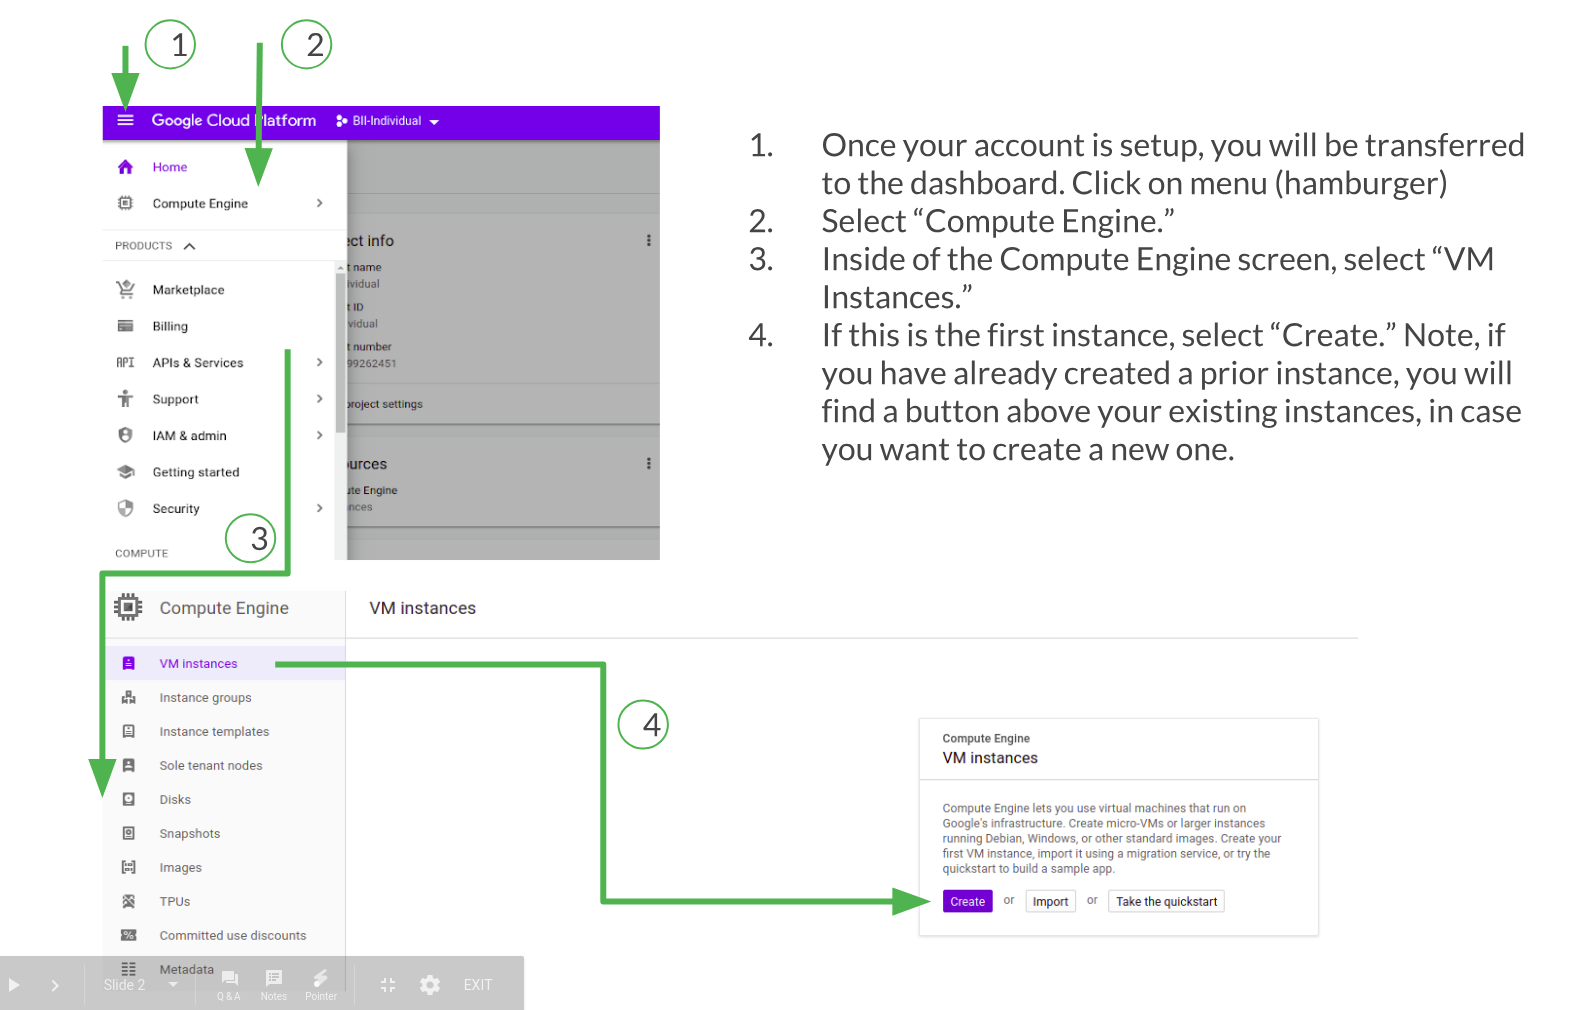 1
2
Google Cloud Platform
BII-Individual
Home
Compute Engine
PRODUCTS
Marketplace
Billing
API
APIs & Services
Support
IAM & admin
Getting started
Security
COMPUTE
ect info
t name
ividual
t ID
vidual
t number
99262451
project settings
ources
ute Engine
ances
3
1. Once your account is setup, you will be transferred
to the dashboard. Click on menu (hamburger)
2. Select “Compute Engine.”
3. Inside of the Compute Engine screen, select “VM
Instances.”
4. If this is the first instance, select “Create.” Note, if
you have already created a prior instance, you will
find a button above your existing instances, in case
you want to create a new one.
Compute Engine
VM instances
VM instances
Instance groups
Instance templates
Sole tenant nodes
Disks
Snapshots
Images
TPUs
Committed use discounts
Metadata
4
Compute Engine
VM instances
Compute Engine lets you use virtual machines that run on
Google's infrastructure. Create micro-VMs or larger instances
running Debian, Windows, or other standard images. Create your
first VM instance, import it using a migration service, or try the
quickstart to build a sample app.
Create or Import or Take the quickstart
Slide 2
Q & A
Notes
Pointer
EXIT